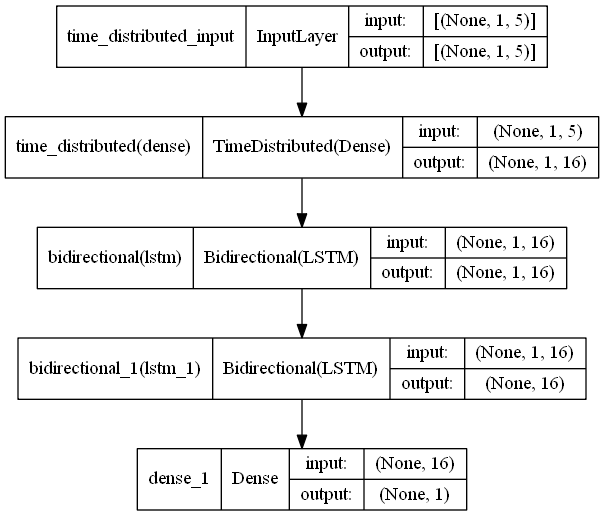 time_distributed_input InputLayer input: [(None, 1, 5)]
output: [(None, 1, 5)]
time_distributed(dense) TimeDistributed(Dense) input: (None, 1, 5)
output: (None, 1, 16)
bidirectional(lstm) Bidirectional(LSTM) input: (None, 1, 16)
output: (None, 1, 16)
bidirectional_1(lstm_1) Bidirectional(LSTM) input: (None, 1, 16)
output: (None, 16)
dense_1 Dense input: (None, 16)
output: (None, 1)